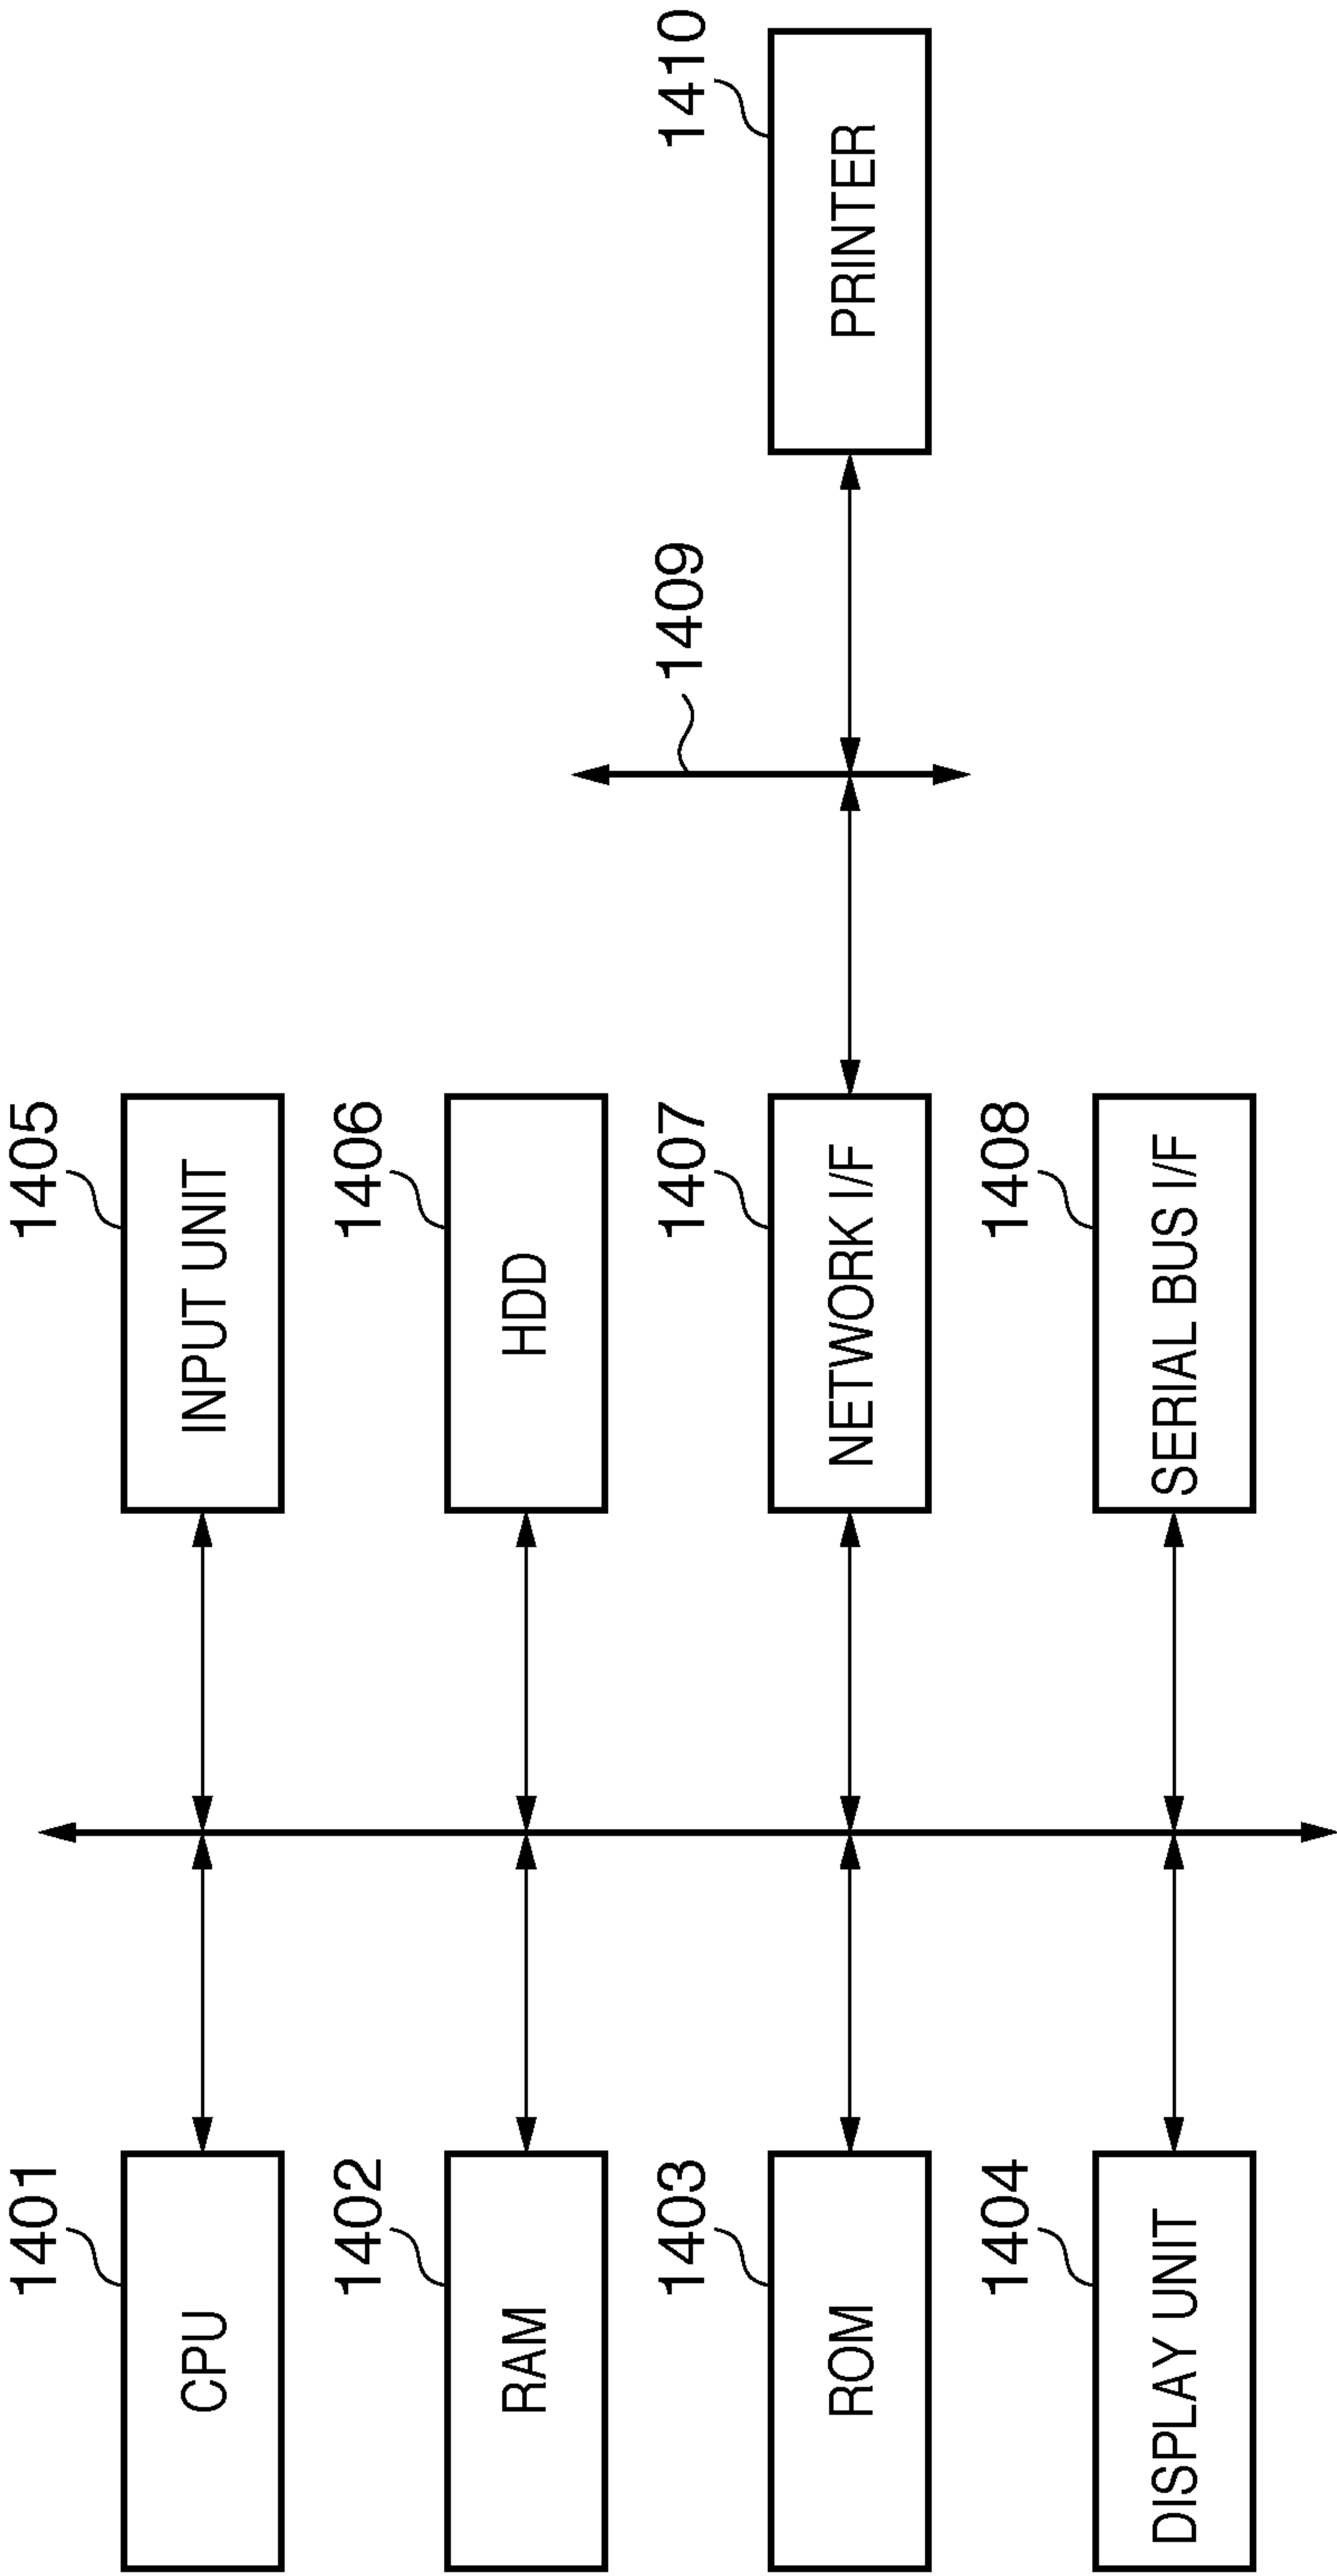 1401
CPU
1405
INPUT UNIT
1402
RAM
1406
HDD
1403
ROM
1407
NETWORK I/F
1409
1410
PRINTER
1404
DISPLAY UNIT
1408
SERIAL BUS I/F